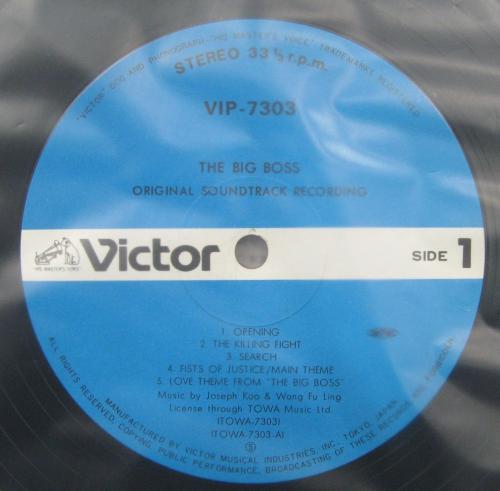 "VICTOR" DOG AND PHONOGRAPH-"HIS MASTER'S VOICE" TRADEMARKS REGISTERED
STEREO 33 1/3 r.p.m.
VIP-7303
THE BIG BOSS
ORIGINAL SOUNDTRACK RECORDING
"HIS MASTER'S VOICE"
Victor
SIDE 1
1. OPENING
2. THE KILLING FIGHT
3. SEARCH
4. FISTS OF JUSTICE/MAIN THEME
5. LOVE THEME FROM "THE BIG BOSS"
Music by Joseph Koo & Wong Fu Ling
License through TOWA Music Ltd.
(TOWA-7303)
(TOWA-7303-A)
Ⓢ
MANUFACTURED BY VICTOR MUSICAL INDUSTRIES, INC. TOKYO, JAPAN
ALL RIGHTS RESERVED, COPYING, PUBLIC PERFORMANCE, BROADCASTING OF THESE RECORDS ARE FORBIDDEN